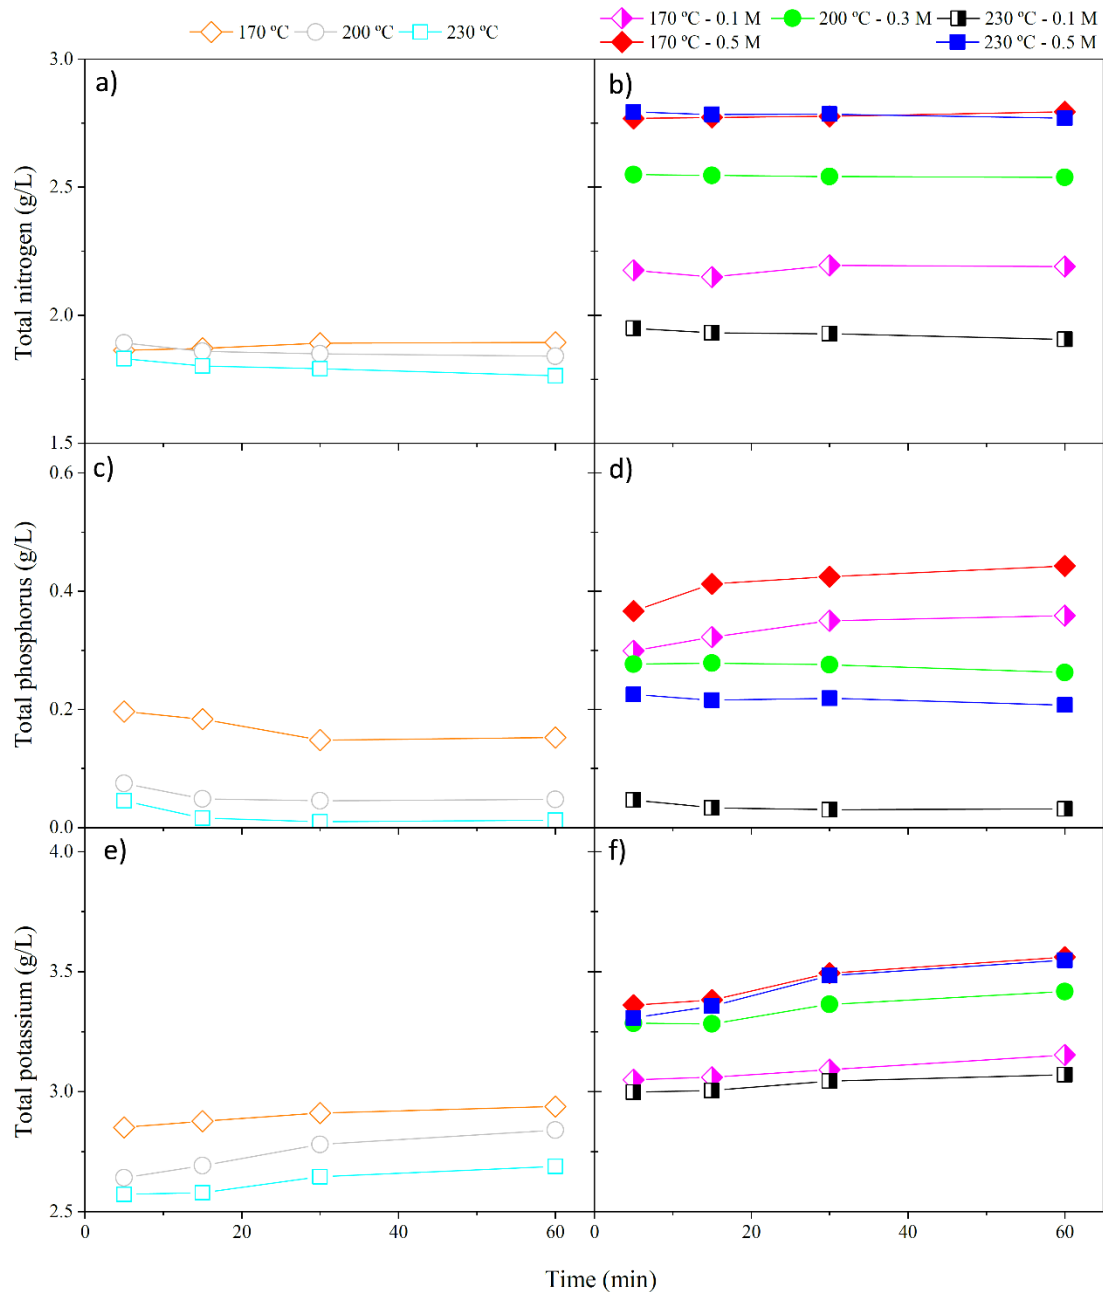 170 ºC 200 ºC 230 ºC
170 ºC - 0.1 M 200 ºC - 0.3 M 230 ºC - 0.1 M
170 ºC - 0.5 M 230 ºC - 0.5 M
a)
b)
3.0
2.5
2.0
1.5
Total nitrogen (g/L)
c)
d)
0.6
0.4
0.2
0.0
Total phosphorus (g/L)
e)
f)
4.0
3.5
3.0
2.5
Total potassium (g/L)
0 20 40 60 0 20 40 60
Time (min)